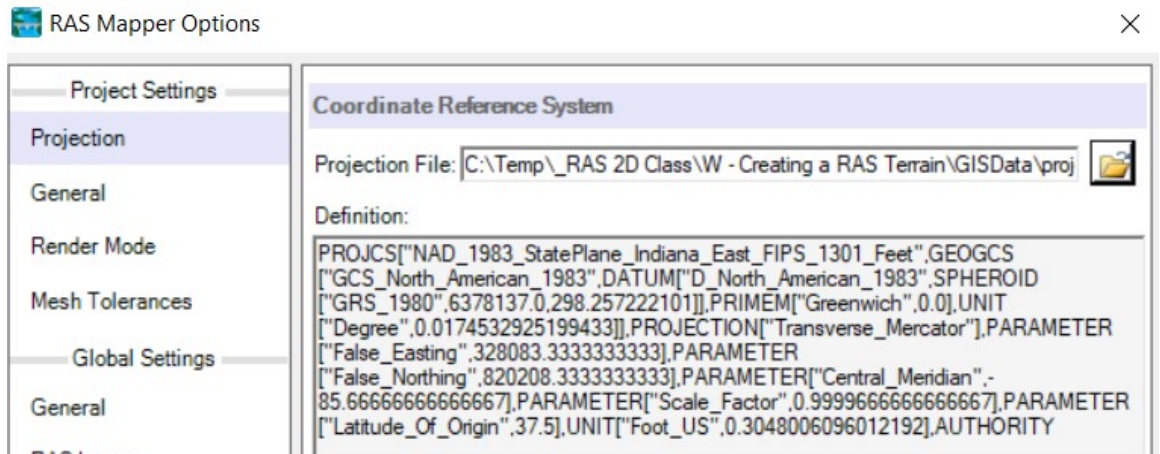 RAS Mapper Options
Project Settings
Projection
General
Render Mode
Mesh Tolerances
Global Settings
General
Coordinate Reference System
Projection File: C:\Temp\_RAS 2D Class\W - Creating a RAS Terrain\GISData\proj
Definition:
PROJCS["NAD_1983_StatePlane_Indiana_East_FIPS_1301_Feet",GEOGCS
["GCS_North_American_1983",DATUM["D_North_American_1983",SPHEROID
["GRS_1980",6378137.0,298.257222101]],PRIMEM["Greenwich",0.0],UNIT
["Degree",0.0174532925199433]],PROJECTION["Transverse_Mercator"],PARAMETER
["False_Easting",328083.3333333333],PARAMETER
["False_Northing",820208.3333333333],PARAMETER["Central_Meridian",-
85.66666666666667],PARAMETER["Scale_Factor",0.9999666666666667],PARAMETER
["Latitude_Of_Origin",37.5],UNIT["Foot_US",0.3048006096012192],AUTHORITY